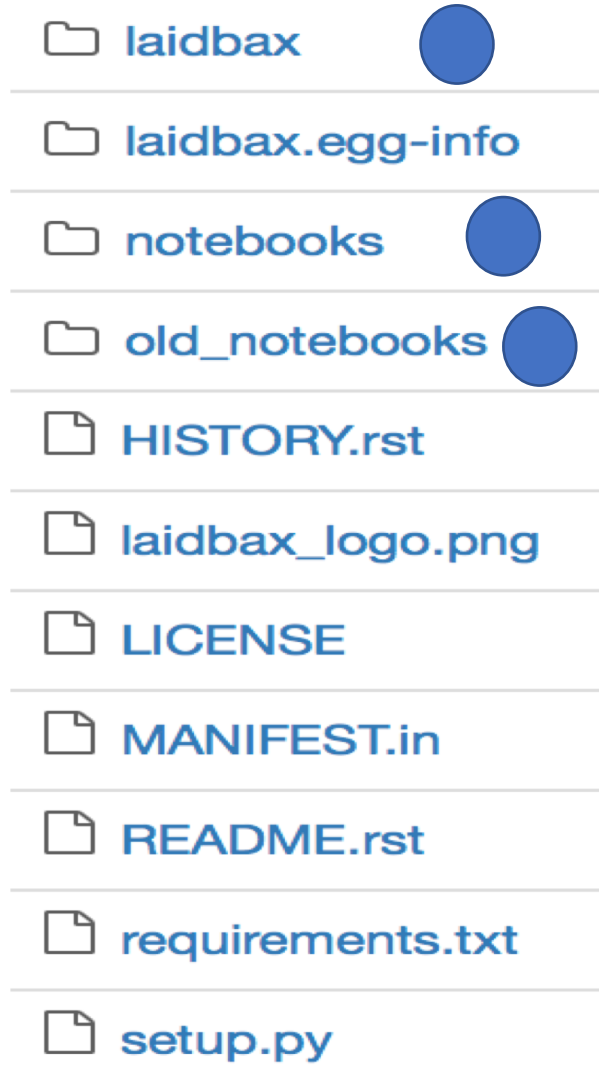 laidbax
laidbax.egg-info
notebooks
old_notebooks
HISTORY.rst
laidbax_logo.png
LICENSE
MANIFEST.in
README.rst
requirements.txt
setup.py